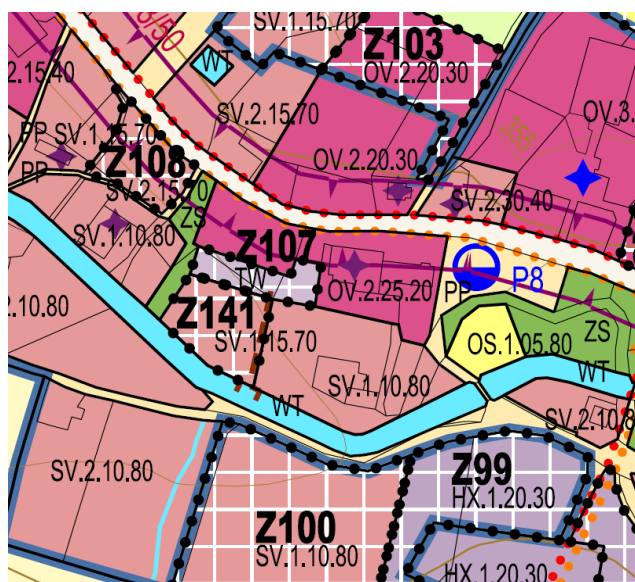 8/50
SV.1.15.70
Z103
OV.2.20.30
WT
2.15.40
SV.2.15.70
OV.3.
365
PP
SV.1.15.70
OV.2.20.30
Z108
PP
SV.2.15.70
SV.2.30.40
ZS
SV.1.10.80
Z107
TW
P8
OV.2.25.20
PP
2.10.80
Z141
SV.1.15.70
OS.1.05.80
ZS
WT
SV.1.10.80
WT
SV.2.10.8
SV.2.10.80
Z99
HX.1.20.30
Z100
SV.1.10.80
HX.1.20.30